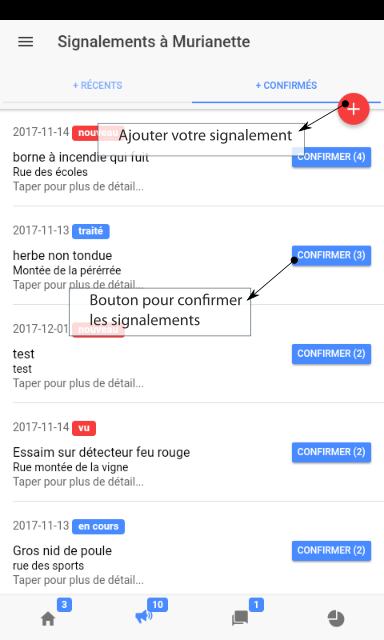 Signalements à Murianette
+ RÉCENTS
+ CONFIRMÉS
+
2017-11-14 nouveau
Ajouter votre signalement
borne à incendie qui fuit
CONFIRMER (4)
Rue des écoles
Taper pour plus de détail...
2017-11-13 traité
herbe non tondue
CONFIRMER (3)
Montée de la pérérrée
Taper pour plus de détail...
Bouton pour confirmer
les signalements
2017-12-01 nouveau
test
CONFIRMER (2)
test
Taper pour plus de détail...
2017-11-14 vu
Essaim sur détecteur feu rouge
CONFIRMER (2)
Rue montée de la vigne
Taper pour plus de détail...
2017-11-13 en cours
Gros nid de poule
CONFIRMER (2)
rue des sports
Taper pour plus de détail...
3
10
1